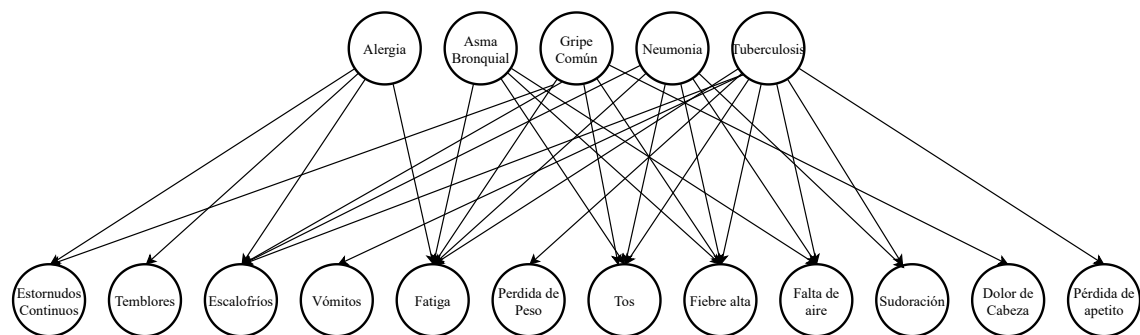 Alergia
Asma
Bronquial
Gripe
Común
Neumonia
Tuberculosis
Estornudos
Continuos
Temblores
Escalofríos
Vómitos
Fatiga
Perdida de
Peso
Tos
Fiebre alta
Falta de
aire
Sudoración
Dolor de
Cabeza
Pérdida de
apetito